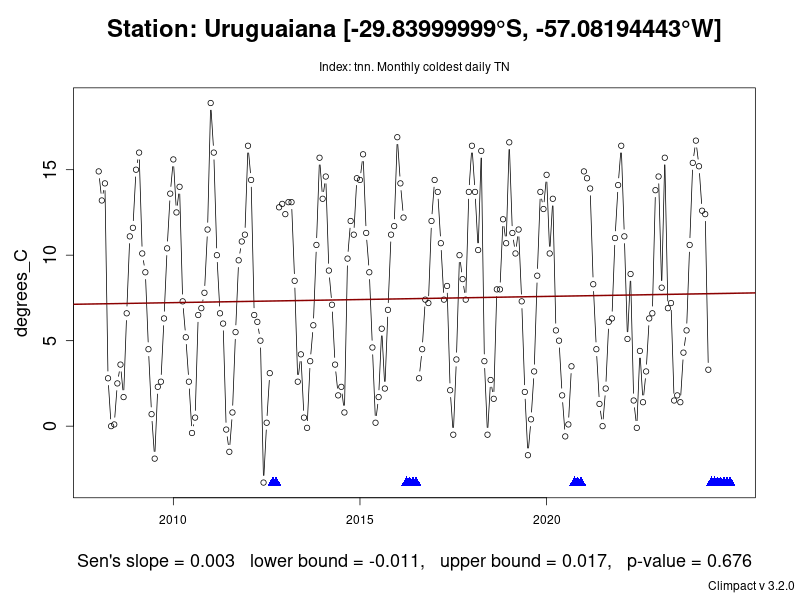 Station: Uruguaiana [-29.83999999°S, -57.08194443°W]
Index: tnn. Monthly coldest daily TN
degrees_C
15
10
5
0
2010 2015 2020
Sen's slope = 0.003 lower bound = -0.011, upper bound = 0.017, p-value = 0.676
Climpact v 3.2.0